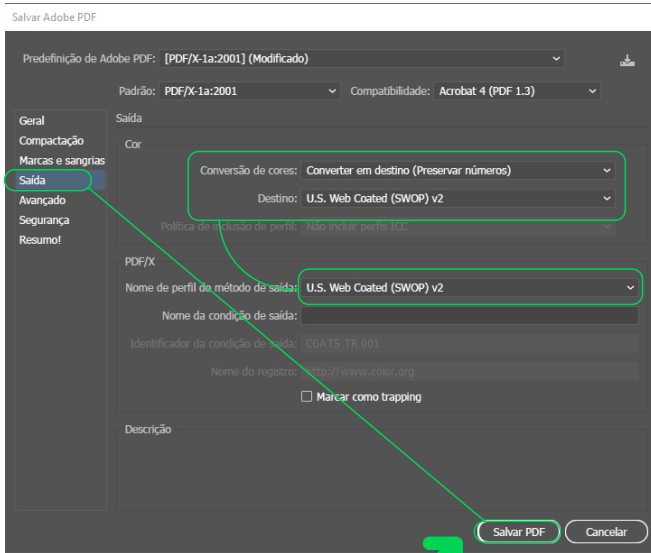 Salvar Adobe PDF
Predefinição de Adobe PDF: [PDF/X-1a:2001] (Modificado)
Padrão: PDF/X-1a:2001 Compatibilidade: Acrobat 4 (PDF 1.3)
Geral
Compactação
Marcas e sangrias
Saída
Avançado
Segurança
Resumo!
Saída
Cor
Conversão de cores: Converter em destino (Preservar números)
Destino: U.S. Web Coated (SWOP) v2
Política de inclusão de perfil: Não incluir perfis ICC
PDF/X
Nome de perfil do método de saída: U.S. Web Coated (SWOP) v2
Nome da condição de saída:
Identificador da condição de saída: CGATS TR 001
Nome do registro: http://www.color.org
Marcar como trapping
Descrição
Salvar PDF Cancelar